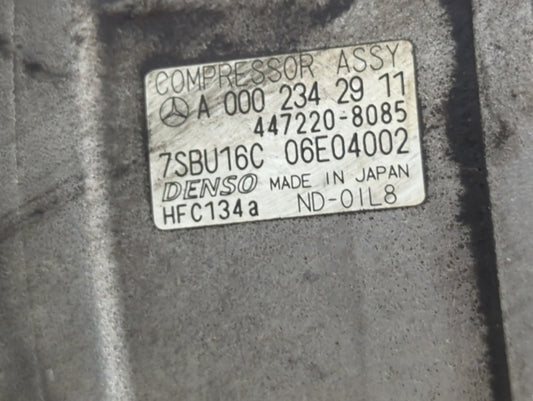 COMPRESSOR ASSY
A 000 234 29 11
447220-8085
7SBU16C 06E04002
DENSO MADE IN JAPAN
HFC134a ND-OIL8